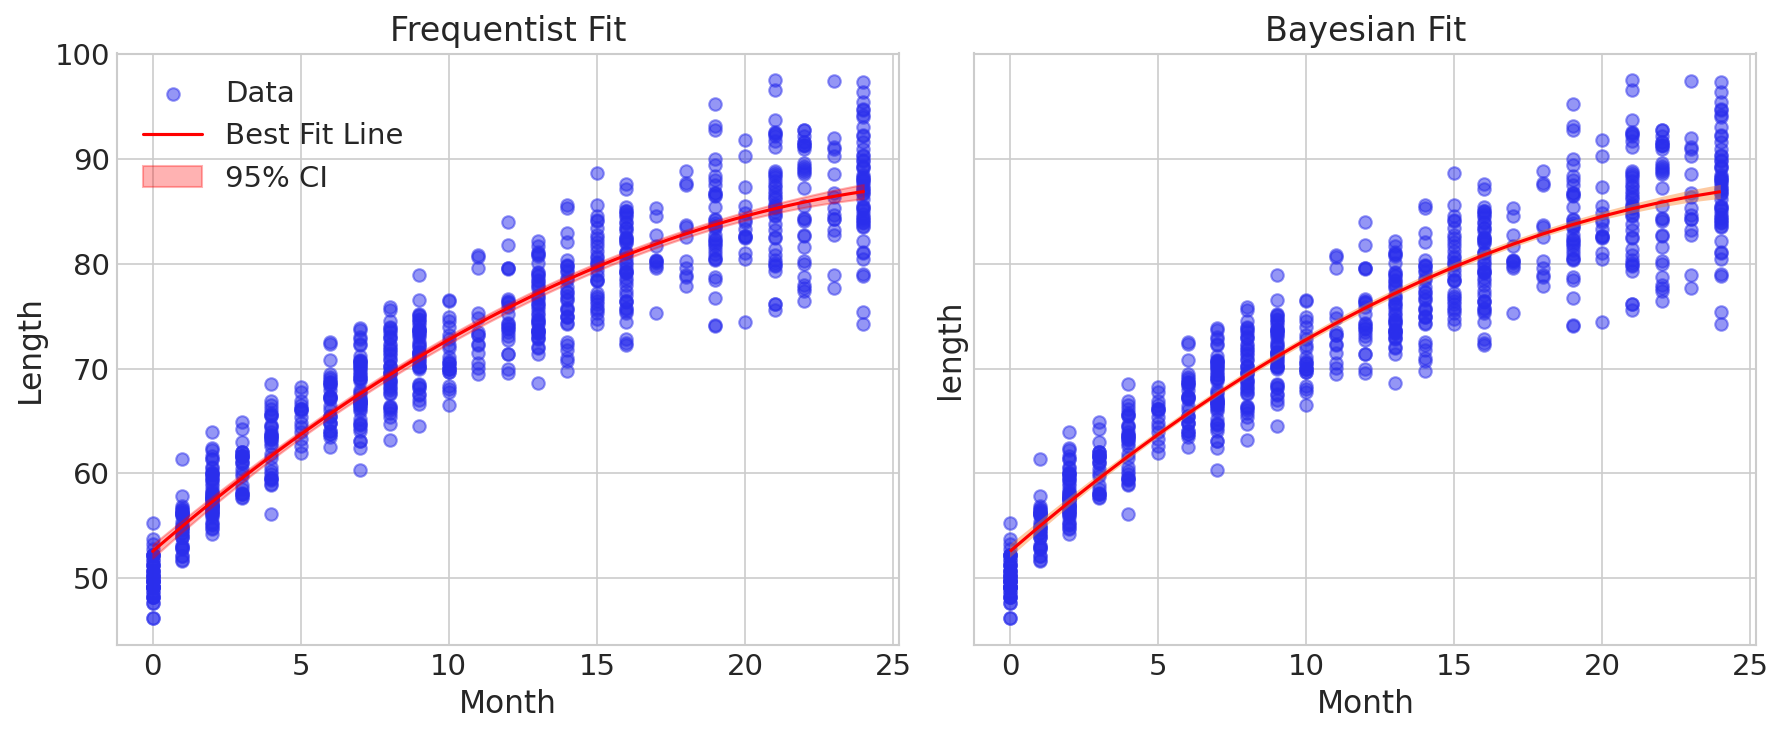 Frequentist Fit
Bayesian Fit
100
90
80
70
60
50
Length
Data
Best Fit Line
95% CI
length
0 5 10 15 20 25
0 5 10 15 20 25
Month
Month